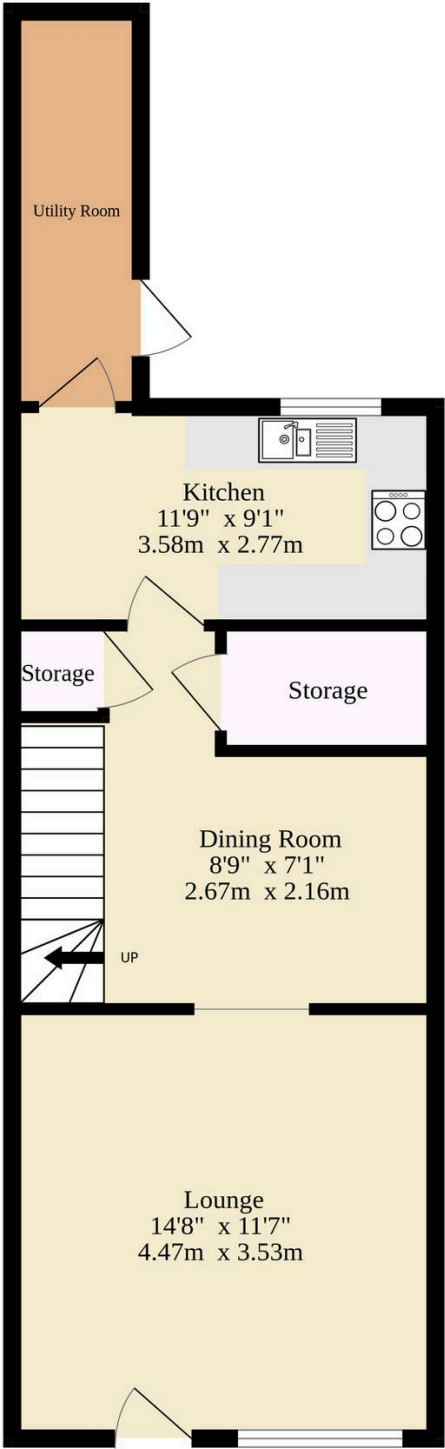 Utility Room
Kitchen
11'9" x 9'1"
3.58m x 2.77m
Storage
Storage
Dining Room
8'9" x 7'1"
2.67m x 2.16m
UP
Lounge
14'8" x 11'7"
4.47m x 3.53m